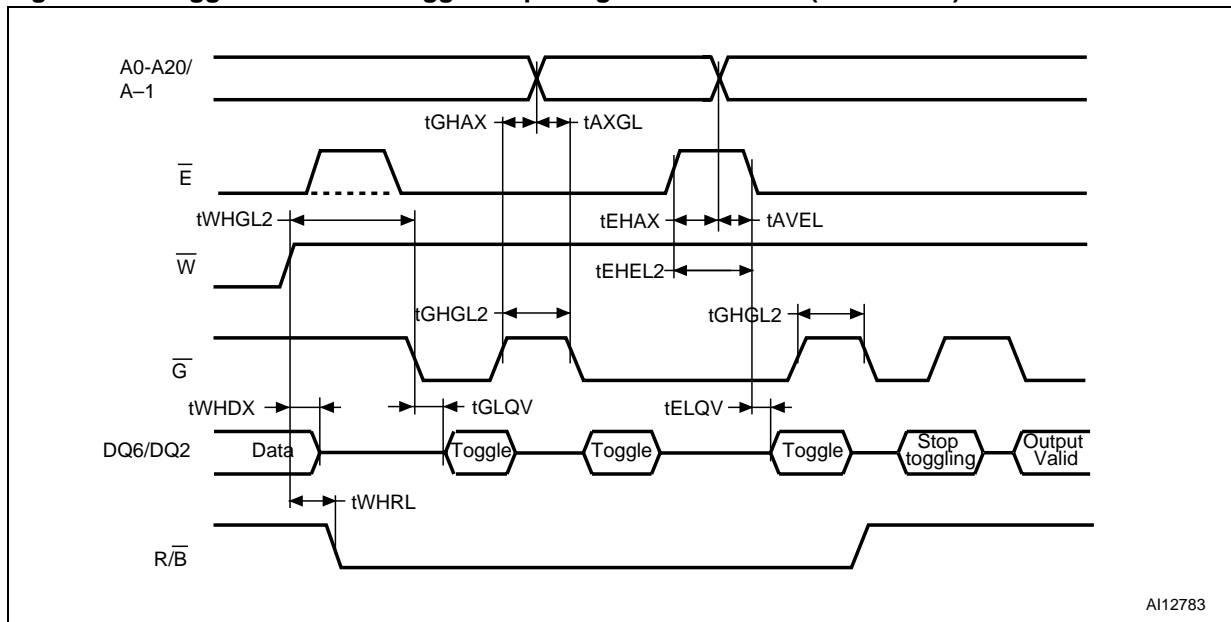 A0-A20/
A–1
tGHAX
tAXGL
E
tWHGL2
tEHAX
tAVEL
W
tEHEL2
tGHGL2
tGHGL2
G
tWHDX
tGLQV
tELQV
DQ6/DQ2
Data
Toggle
Toggle
Toggle
Stop
toggling
Output
Valid
tWHRL
R/B
AI12783